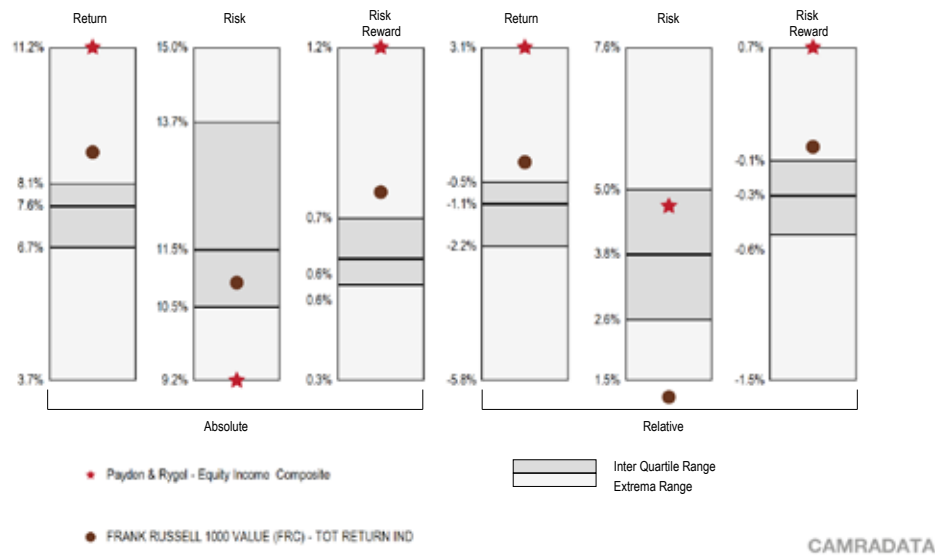 Return
Risk
Risk
Reward
Return
Risk
Risk
Reward
11.2%
8.1%
7.6%
6.7%
3.7%
15.0%
13.7%
11.5%
10.5%
9.2%
1.2%
0.7%
0.6%
0.6%
0.3%
3.1%
-0.5%
-1.1%
-2.2%
-5.8%
7.6%
5.0%
3.8%
2.6%
1.5%
0.7%
-0.1%
-0.3%
-0.6%
-1.5%
Absolute
Relative
Payden & Rygel - Equity Income Composite
Inter Quartile Range
Extrema Range
FRANK RUSSELL 1000 VALUE (FRC) - TOT RETURN IND
CAMRADATA